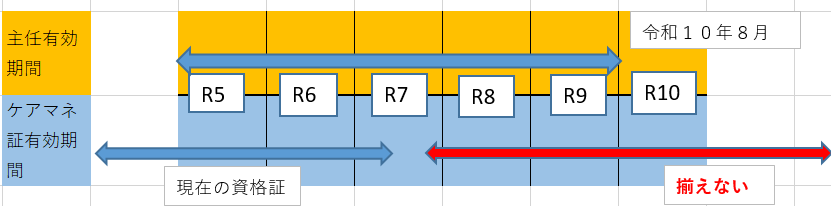 主任有効
期間
令和１０年８月
R5
R6
R7
R8
R9
R10
ケアマネ
証有効期
間
現在の資格証
揃えない